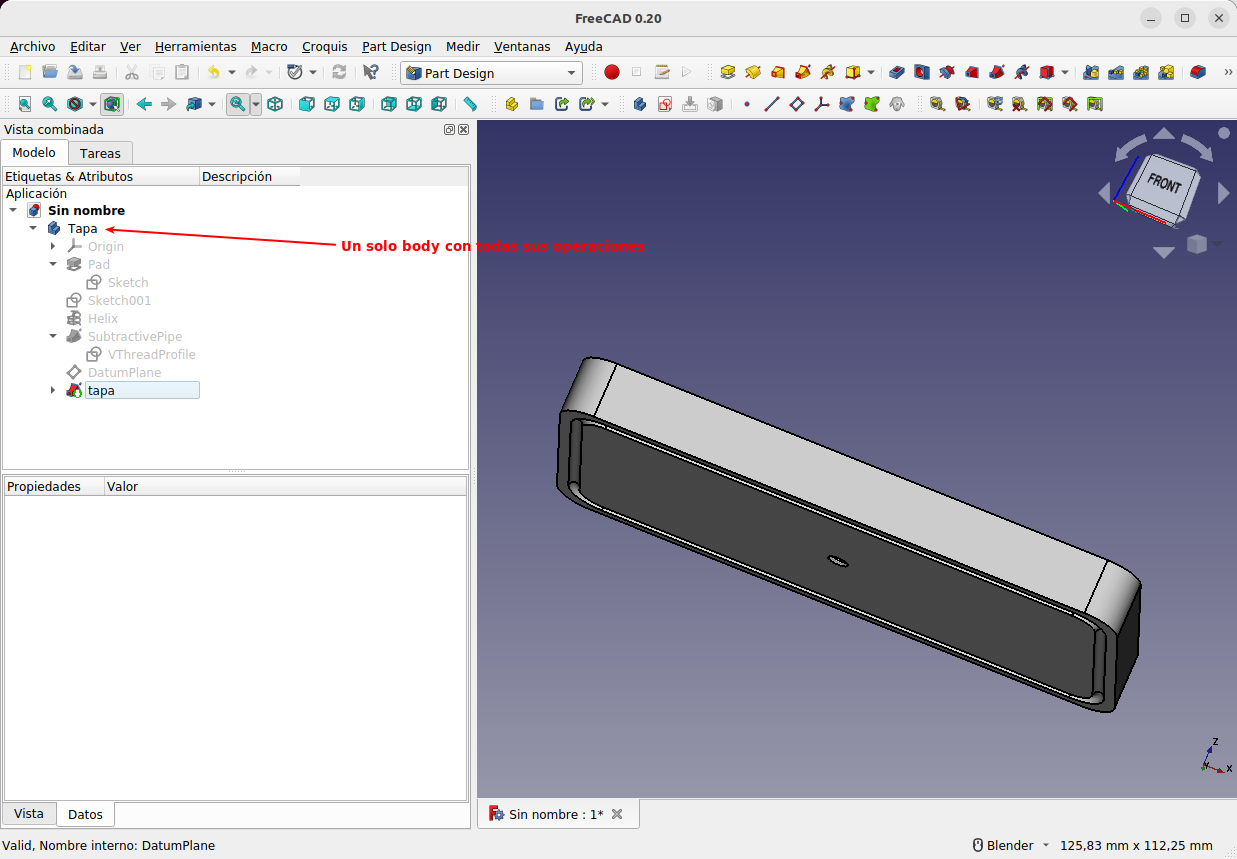 FreeCAD 0.20
Archivo Editar Ver Herramientas Macro Croquis Part Design Medir Ventanas Ayuda
Part Design
Vista combinada
Modelo Tareas
Etiquetas & Atributos Descripción
Aplicación
Sin nombre
Tapa
Un solo body con todas sus operaciones
Origin
Pad
Sketch
Sketch001
Helix
SubtractivePipe
VThreadProfile
DatumPlane
tapa
Propiedades Valor
Vista Datos
FRONT
Z
Y
X
Sin nombre : 1*
Valid, Nombre interno: DatumPlane
Blender 125,83 mm x 112,25 mm